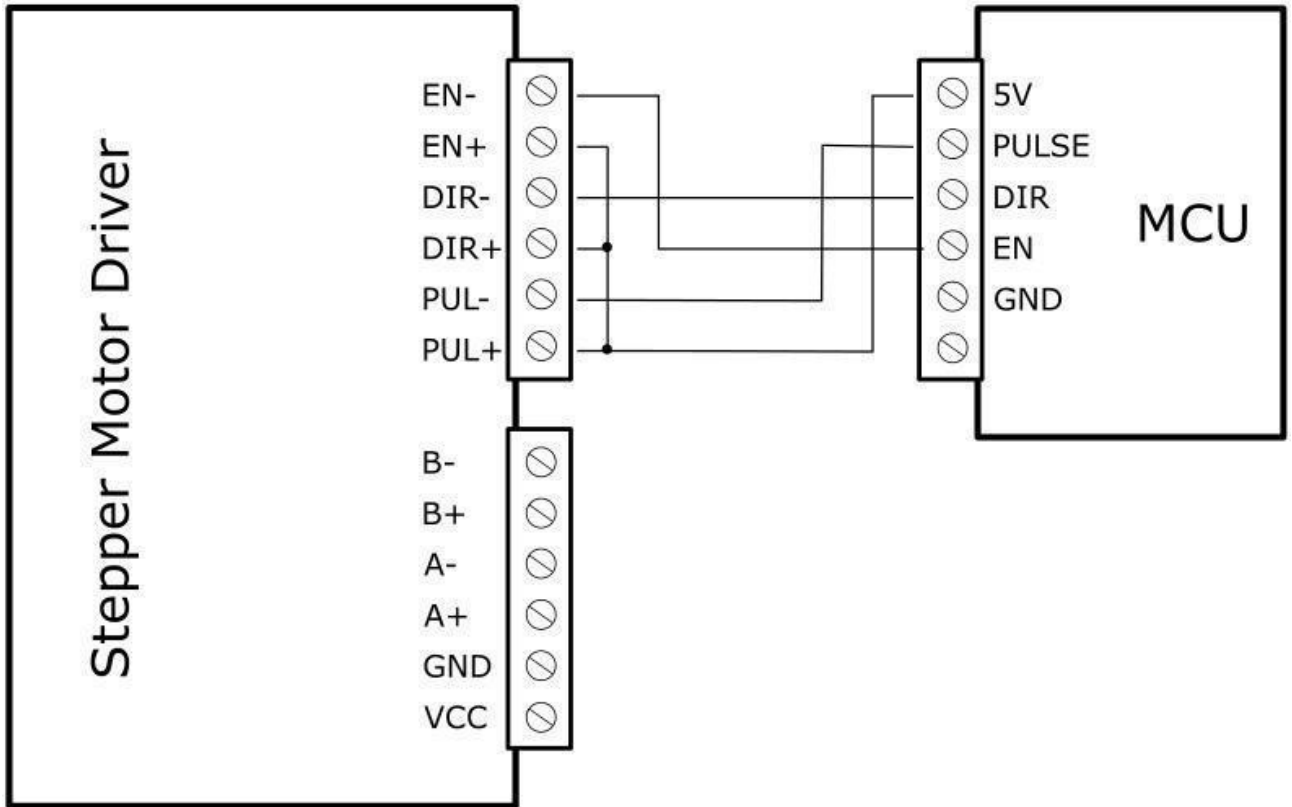 Stepper Motor Driver
EN-
EN+
DIR-
DIR+
PUL-
PUL+
B-
B+
A-
A+
GND
VCC
5V
PULSE
DIR
EN
GND
MCU